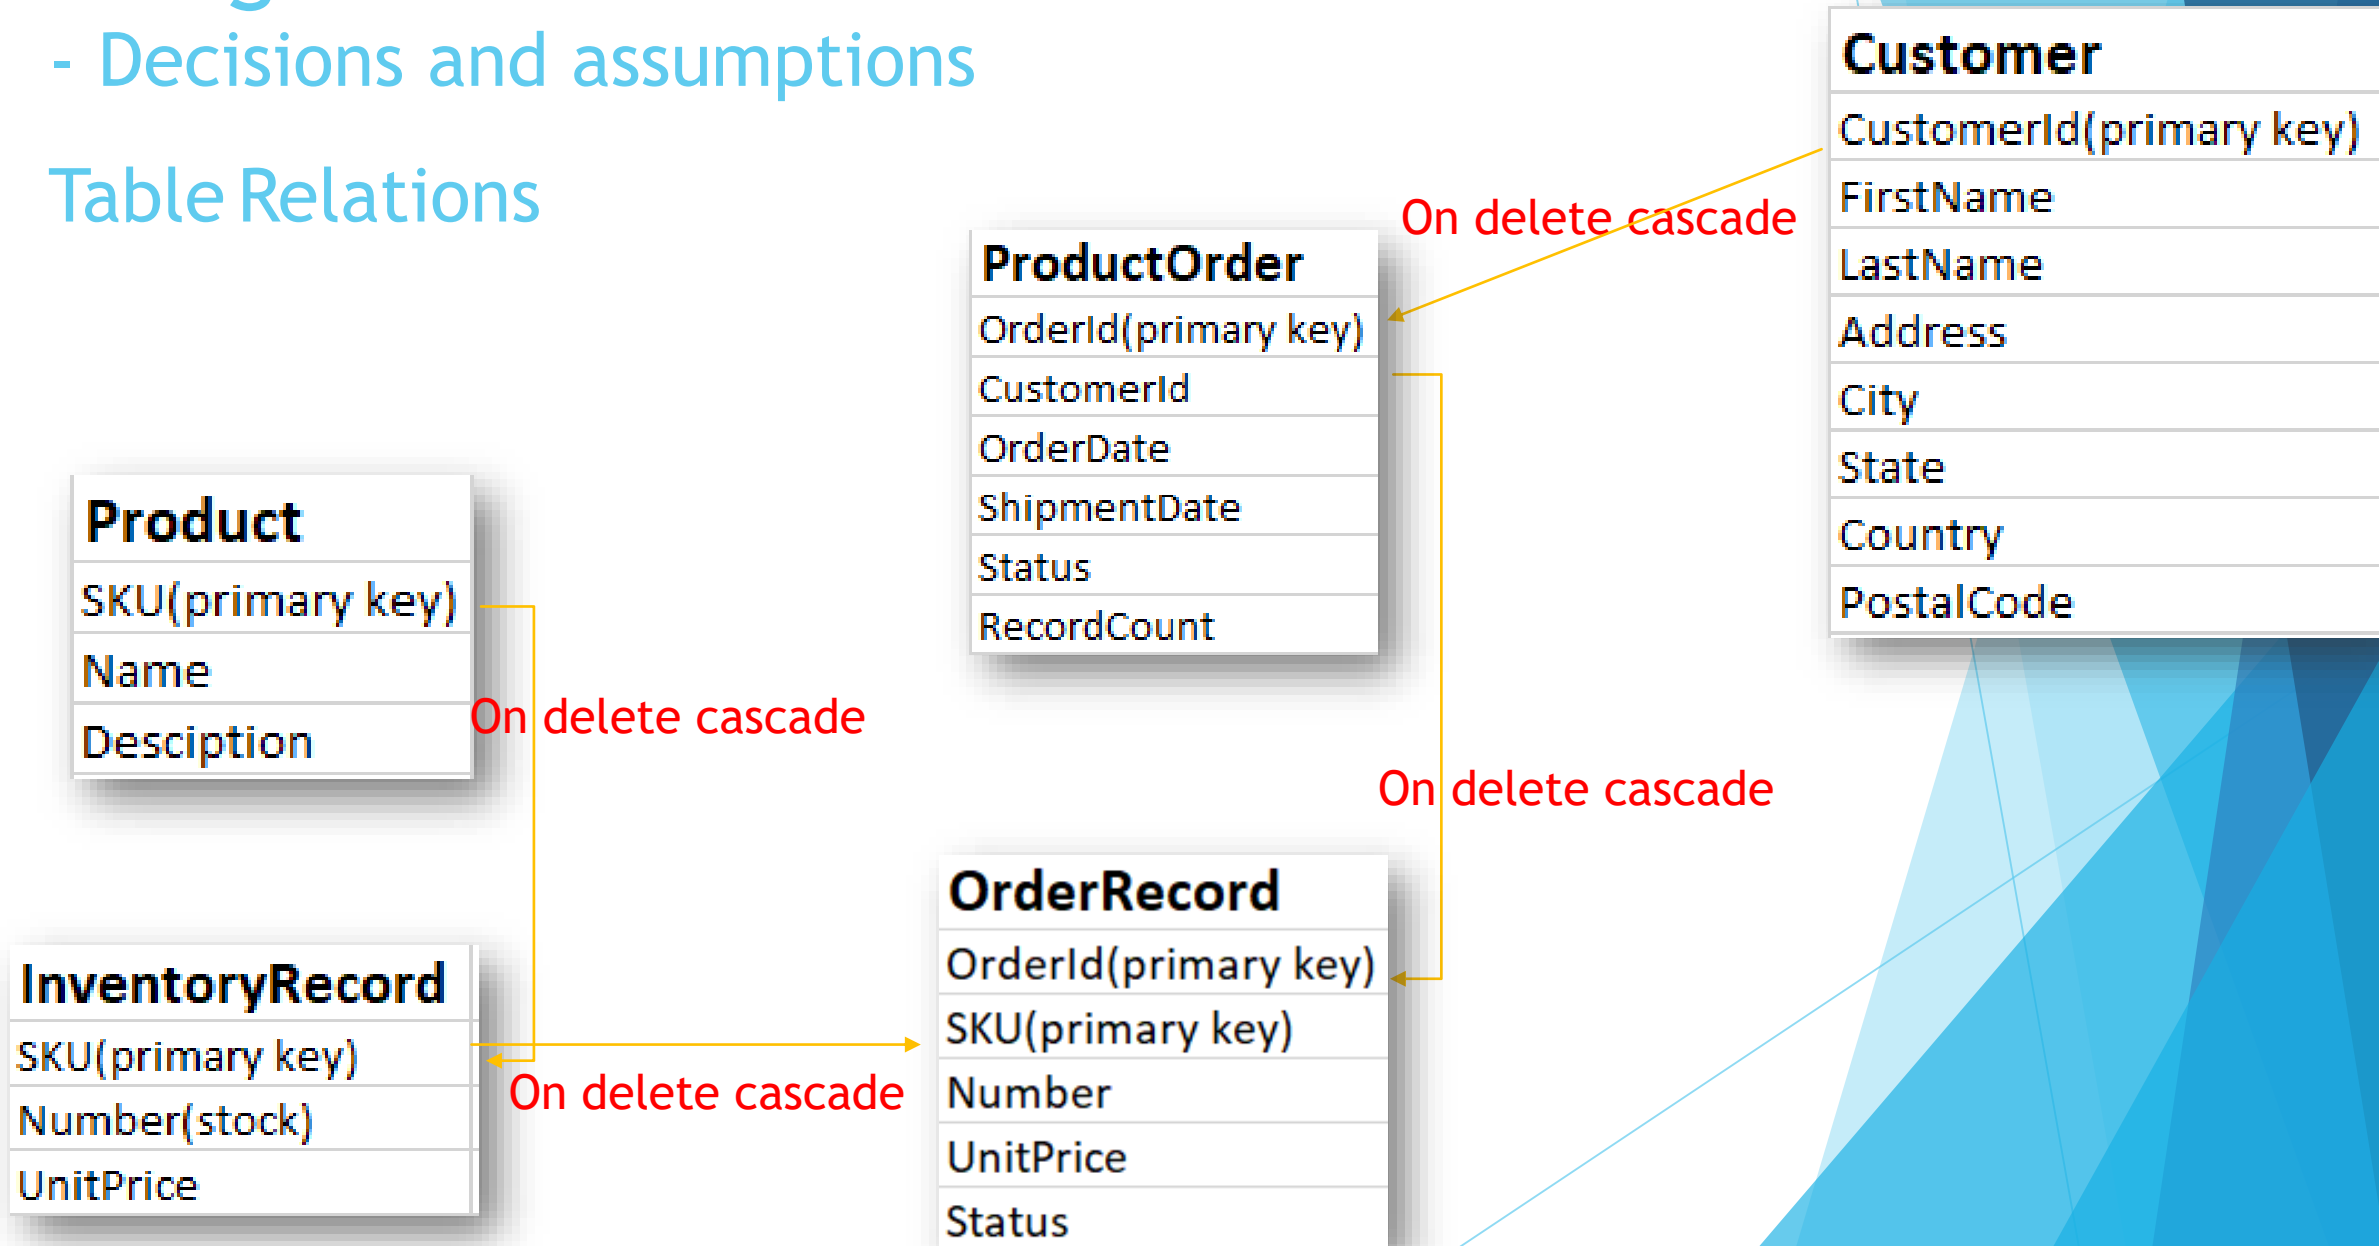 - Decisions and assumptions
Table Relations
Customer
CustomerId(primary key)
FirstName
LastName
Address
City
State
Country
PostalCode
On delete cascade
ProductOrder
OrderId(primary key)
CustomerId
OrderDate
ShipmentDate
Status
RecordCount
Product
SKU(primary key)
Name
Desciption
On delete cascade
On delete cascade
InventoryRecord
SKU(primary key)
Number(stock)
UnitPrice
On delete cascade
OrderRecord
OrderId(primary key)
SKU(primary key)
Number
UnitPrice
Status